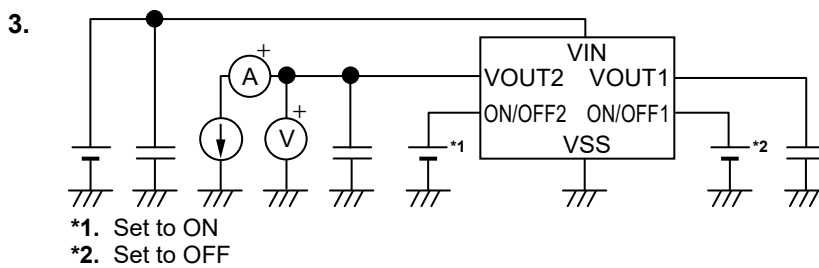 3.
VIN
VOUT2 VOUT1
ON/OFF2 ON/OFF1
VSS
+
A
+
V
*1
*2
*1. Set to ON
*2. Set to OFF